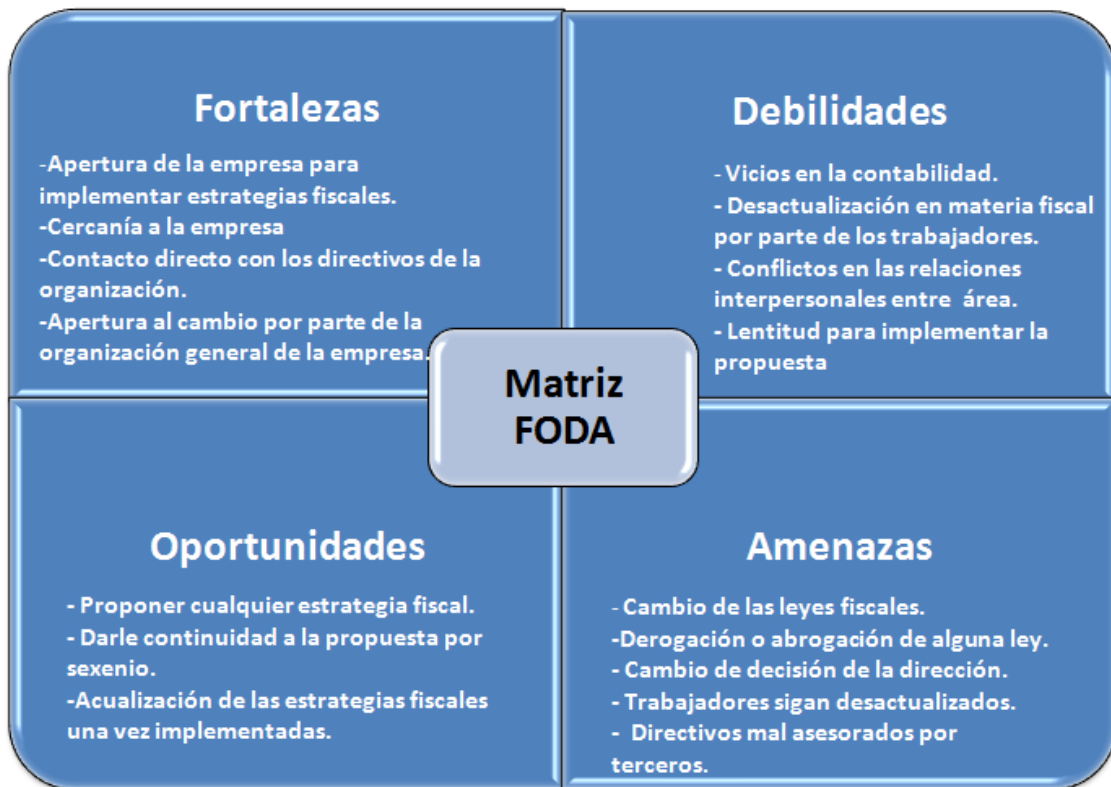 Fortalezas
-Apertura de la empresa para
implementar estrategias fiscales.
-Cercanía a la empresa
-Contacto directo con los directivos de la
organización.
-Apertura al cambio por parte de la
organización general de la empresa.
Debilidades
- Vicios en la contabilidad.
- Desactualización en materia fiscal
por parte de los trabajadores.
- Conflictos en las relaciones
interpersonales entre área.
- Lentitud para implementar la
propuesta
Matriz
FODA
Oportunidades
- Proponer cualquier estrategia fiscal.
- Darle continuidad a la propuesta por
sexenio.
-Acualización de las estrategias fiscales
una vez implementadas.
Amenazas
- Cambio de las leyes fiscales.
-Derogación o abrogación de alguna ley.
- Cambio de decisión de la dirección.
- Trabajadores sigan desactualizados.
- Directivos mal asesorados por
terceros.